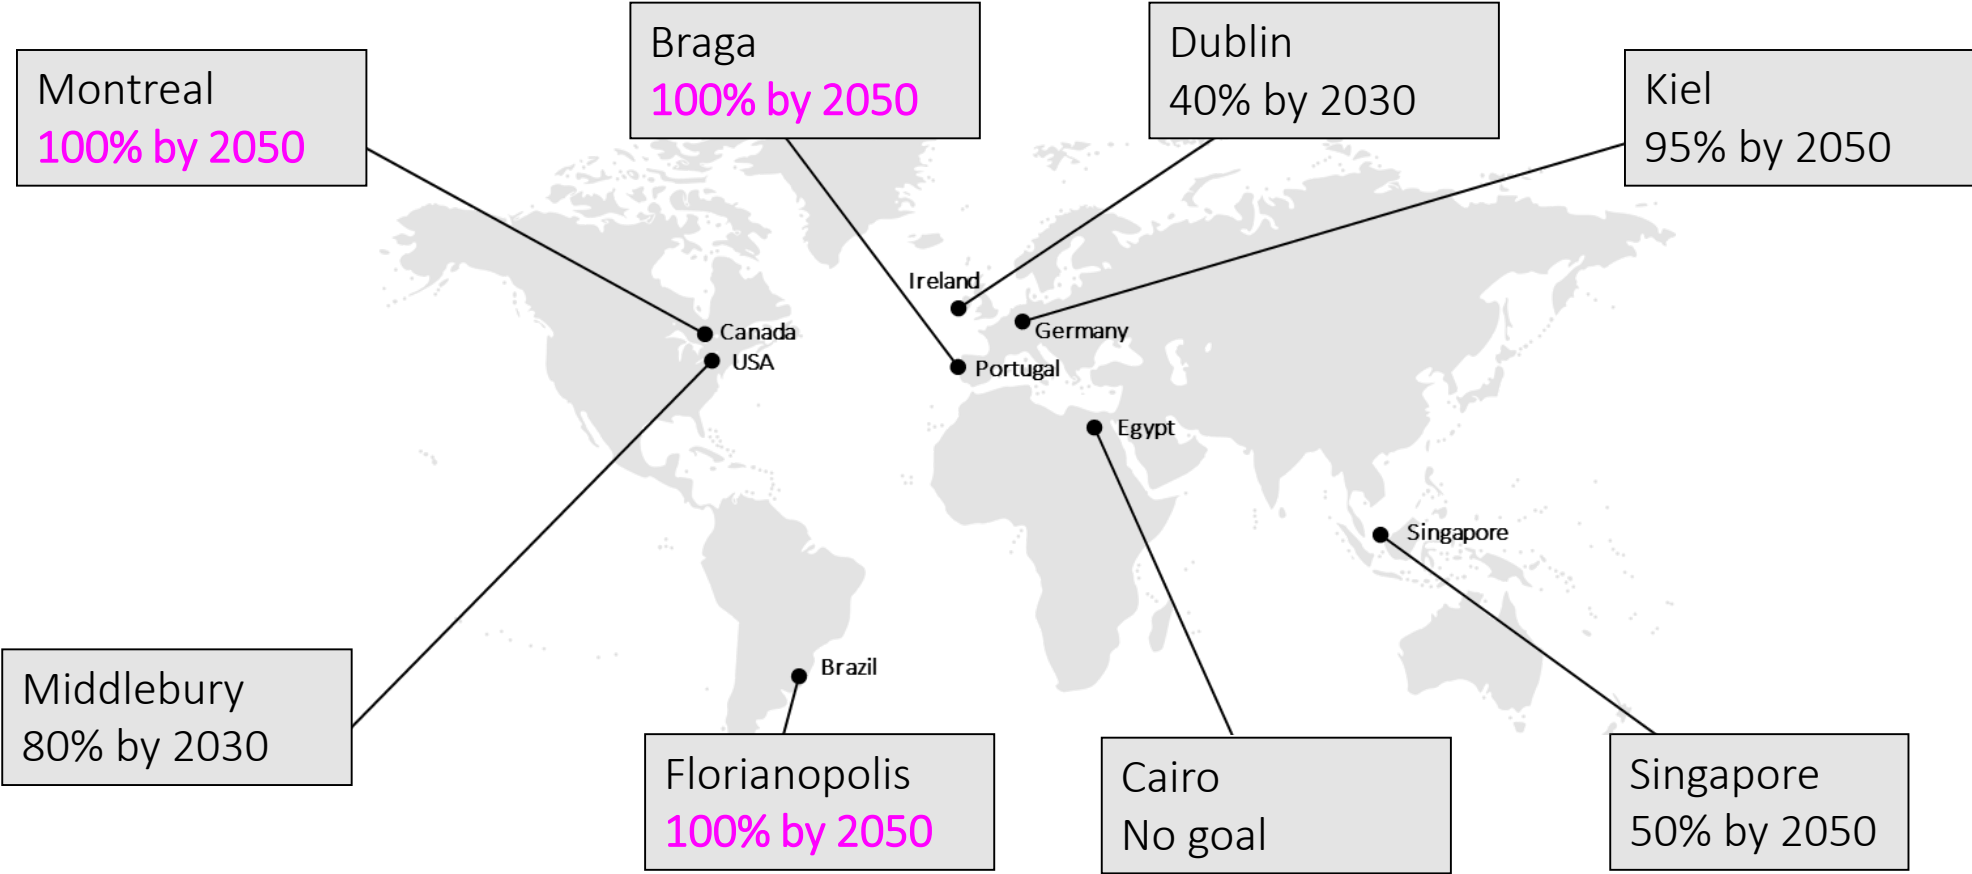 Braga
100% by 2050
Dublin
40% by 2030
Montreal
100% by 2050
Kiel
95% by 2050
Ireland
Canada
Germany
USA
Portugal
Egypt
Singapore
Brazil
Middlebury
80% by 2030
Florianopolis
100% by 2050
Cairo
No goal
Singapore
50% by 2050